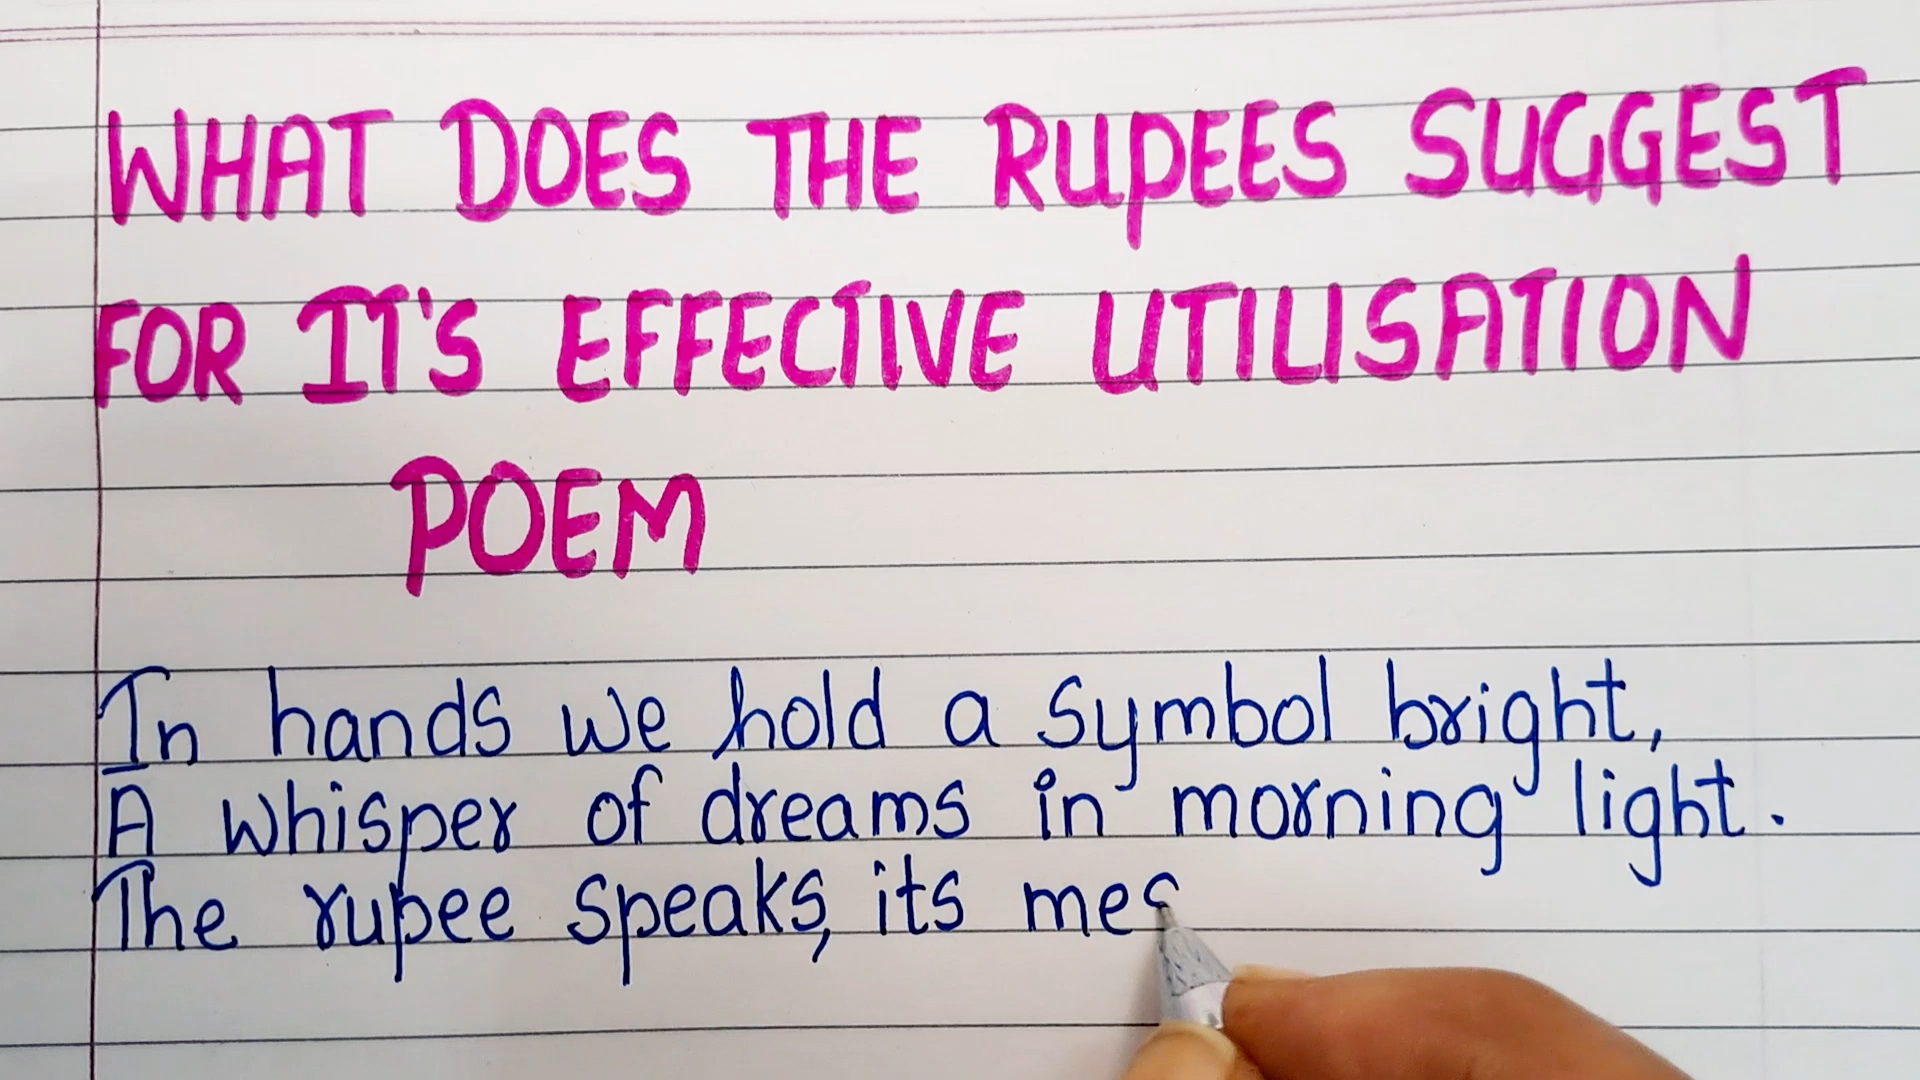 WHAT DOES THE RUPEES SUGGEST
FOR IT'S EFFECTIVE UTILISATION
POEM
In hands we hold a symbol bright,
A whisper of dreams in morning light.
The rupee speaks, its mes